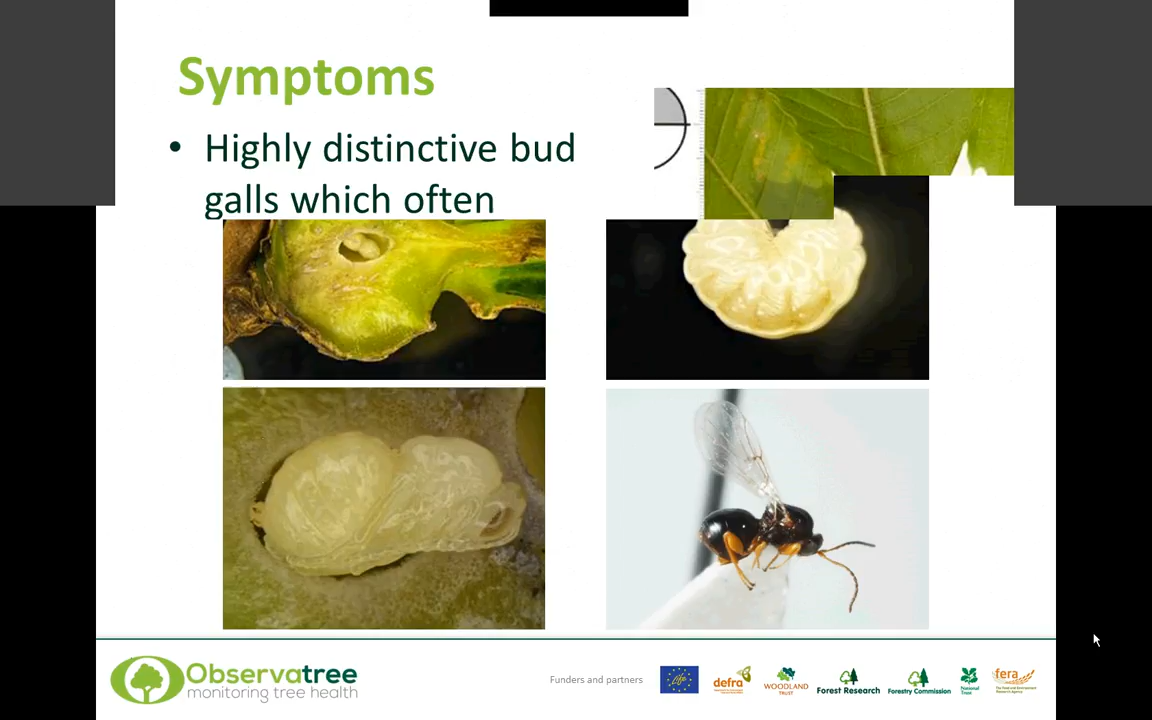 Symptoms
• Highly distinctive bud
galls which often
Observatree
monitoring tree health
Funders and partners
defra
WOODLAND
TRUST
Forest Research
Forestry Commission
National
Trust
fera